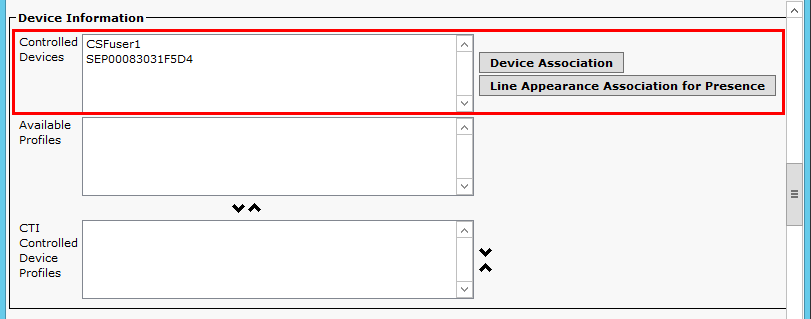 Device Information
Controlled
Devices
CSFuser1
SEP00083031F5D4
Device Association
Line Appearance Association for Presence
Available
Profiles
CTI
Controlled
Device
Profiles